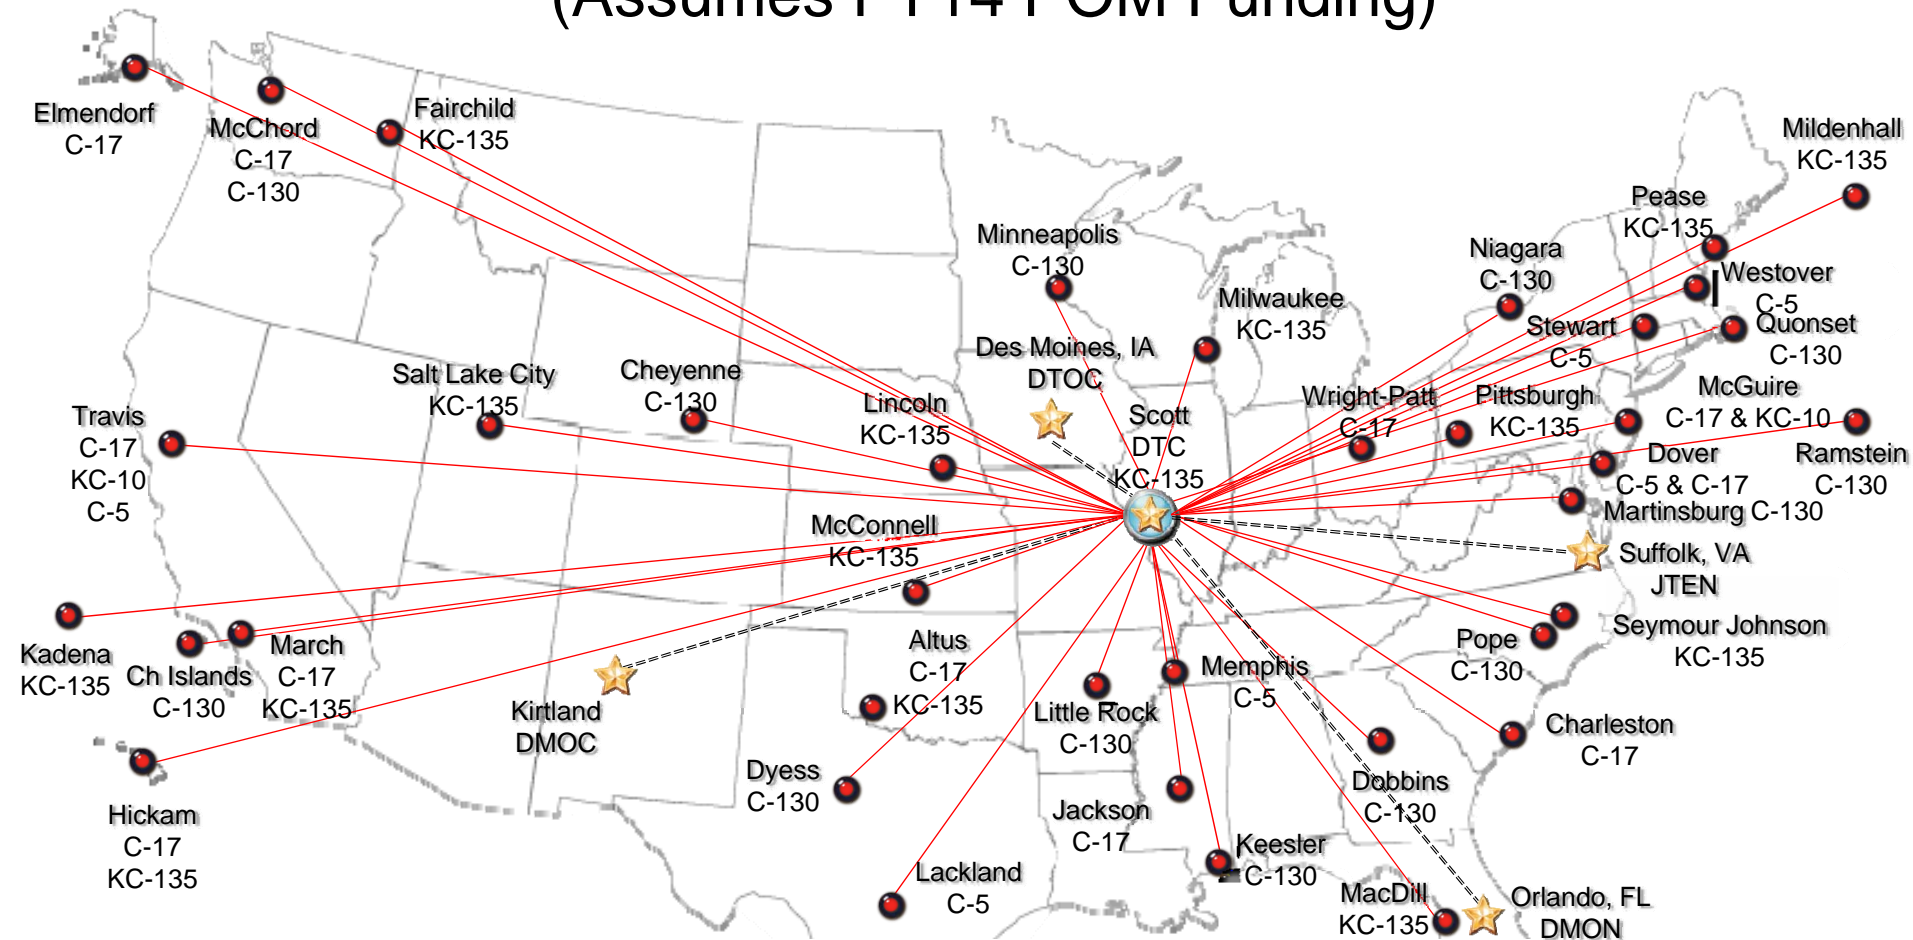 (Assumes FY14 POM Funding)
Elmendorf
C-17
McChord
C-17
C-130
Fairchild
KC-135
Mildenhall
KC-135
Pease
KC-135
Minneapolis
C-130
Niagara
C-130
Westover
C-5
Milwaukee
KC-135
Stewart
C-5
Quonset
C-130
Des Moines, IA
DTOC
Salt Lake City
KC-135
Cheyenne
C-130
Lincoln
KC-135
Scott
DTC
KC-135
Wright-Patt
C-17
Pittsburgh
KC-135
McGuire
C-17 & KC-10
Travis
C-17
KC-10
C-5
Dover
C-5 & C-17
Ramstein
C-130
Martinsburg C-130
McConnell
KC-135
Suffolk, VA
JTEN
Kadena
KC-135
Ch Islands
C-130
March
C-17
KC-135
Altus
C-17
KC-135
Memphis
C-5
Pope
C-130
Seymour Johnson
KC-135
Kirtland
DMOC
Little Rock
C-130
Charleston
C-17
Dyess
C-130
Dobbins
C-130
Hickam
C-17
KC-135
Jackson
C-17
Keesler
C-130
Lackland
C-5
MacDill
KC-135
Orlando, FL
DMON